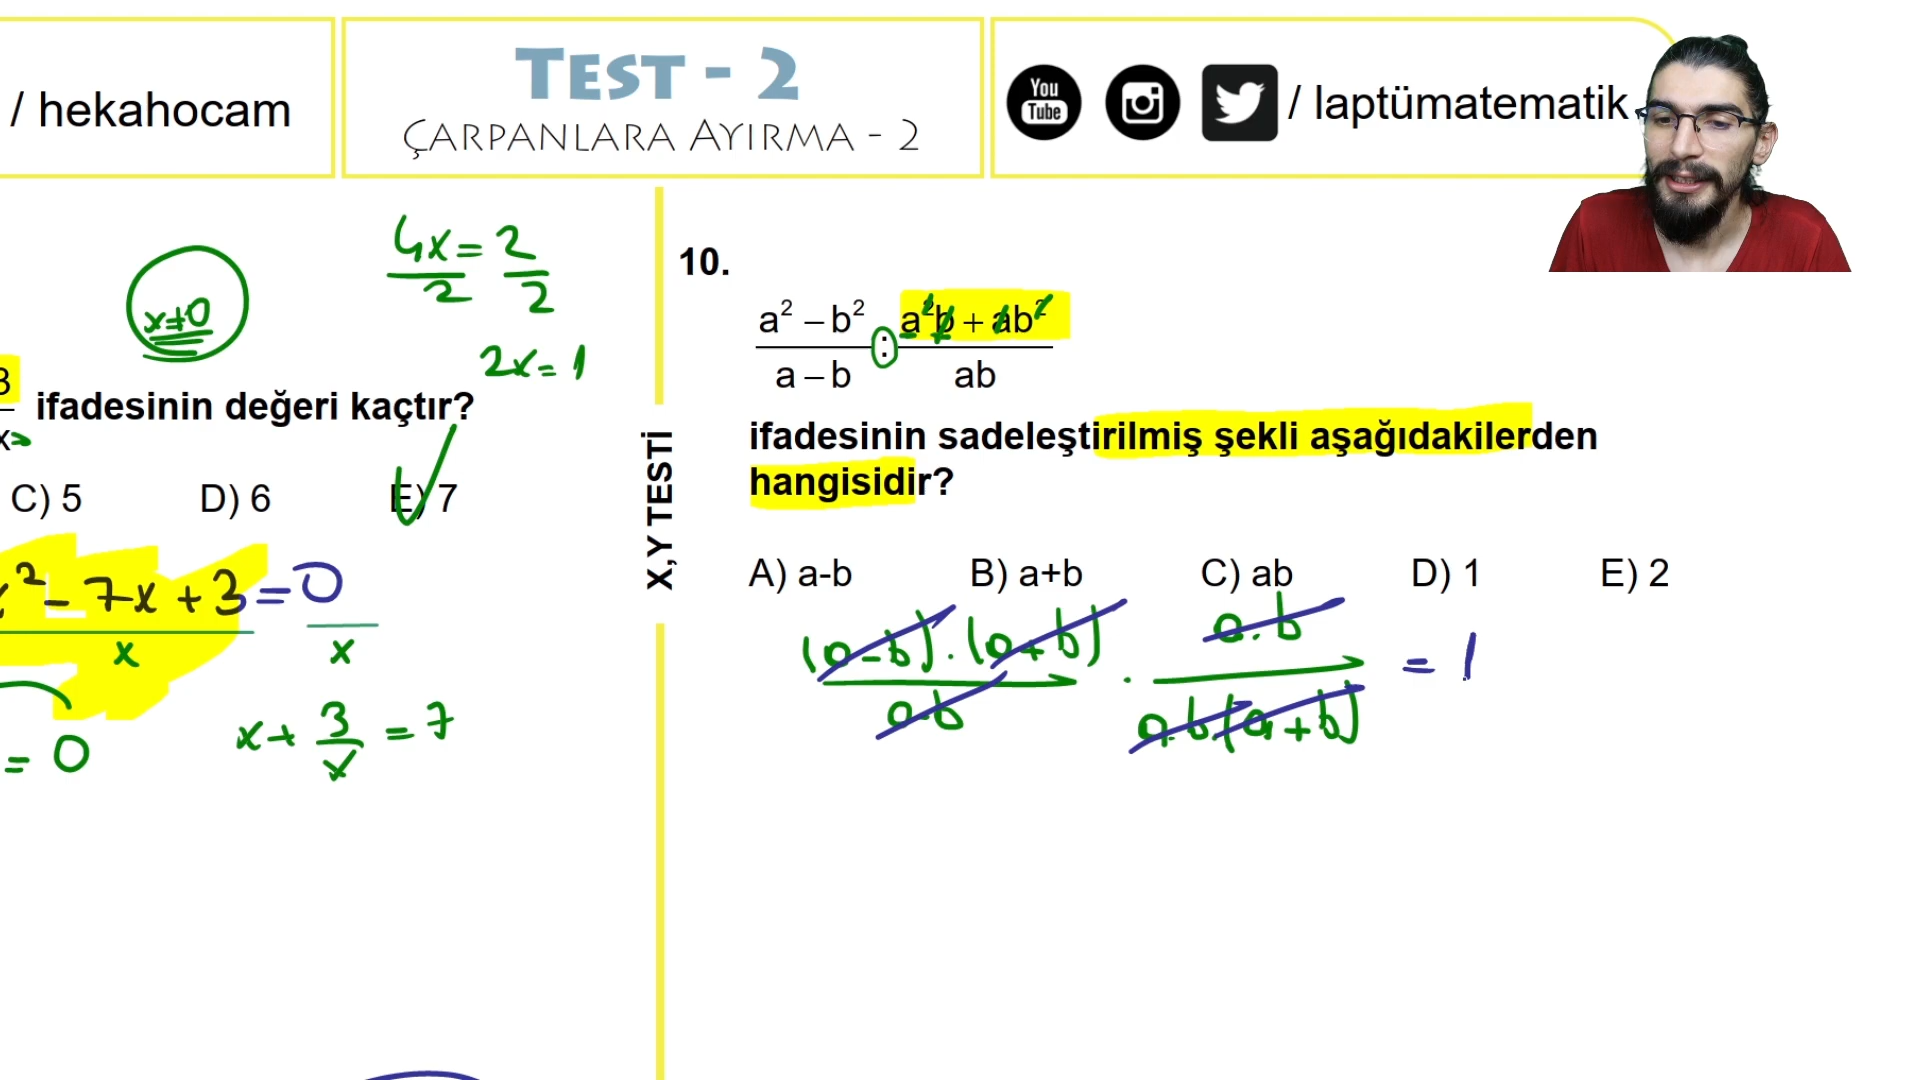 / hekahocam
TEST - 2
ÇARPANLARA AYIRMA - 2
You
Tube
/ laptümatematik
4x = 2
2 2
x≠0
2x = 1
3
x
ifadesinin değeri kaçtır?
C) 5 D) 6 E) 7
x² - 7x + 3 = 0
x x
= 0
x + 3/x = 7
X,Y TESTİ
10.
a² – b² : a²b + ab²
a – b ab
ifadesinin sadeleştirilmiş şekli aşağıdakilerden
hangisidir?
A) a-b B) a+b C) ab D) 1 E) 2
(a-b).(a+b) . a.b = 1
a-b a.b(a+b)